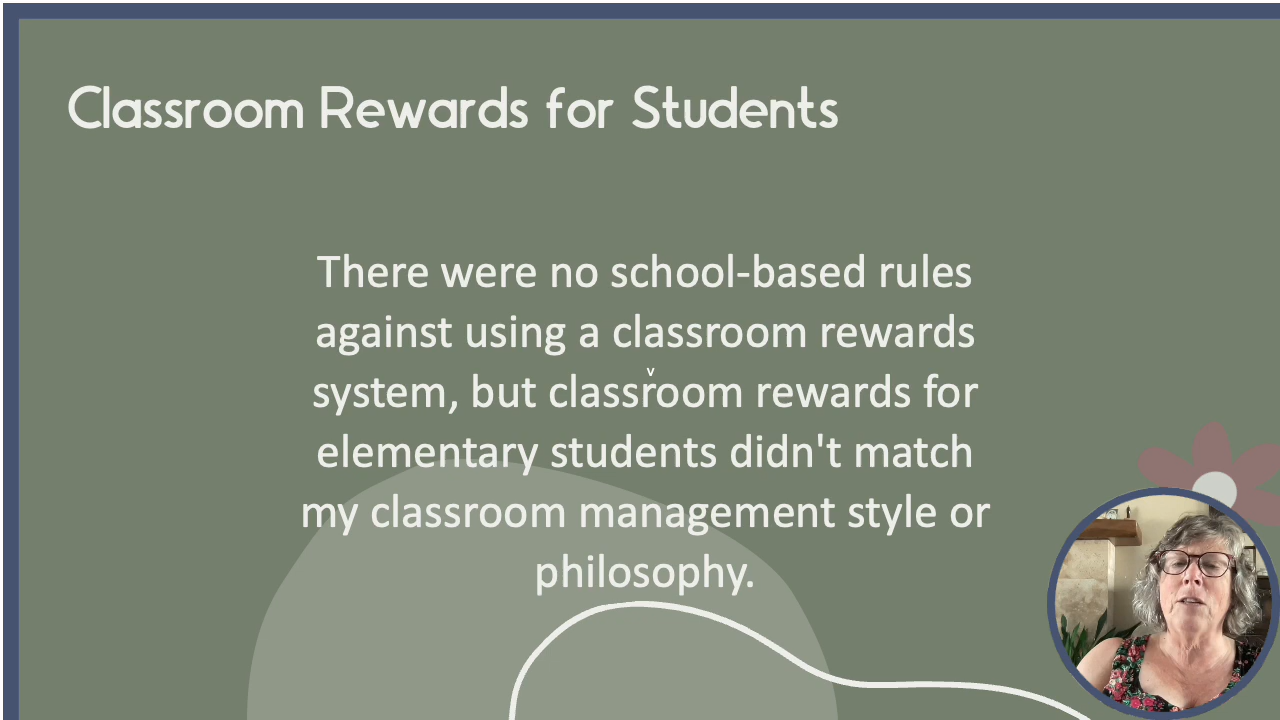 Classroom Rewards for Students
There were no school-based rules
against using a classroom rewards
system, but classroom rewards for
elementary students didn't match
my classroom management style or
philosophy.